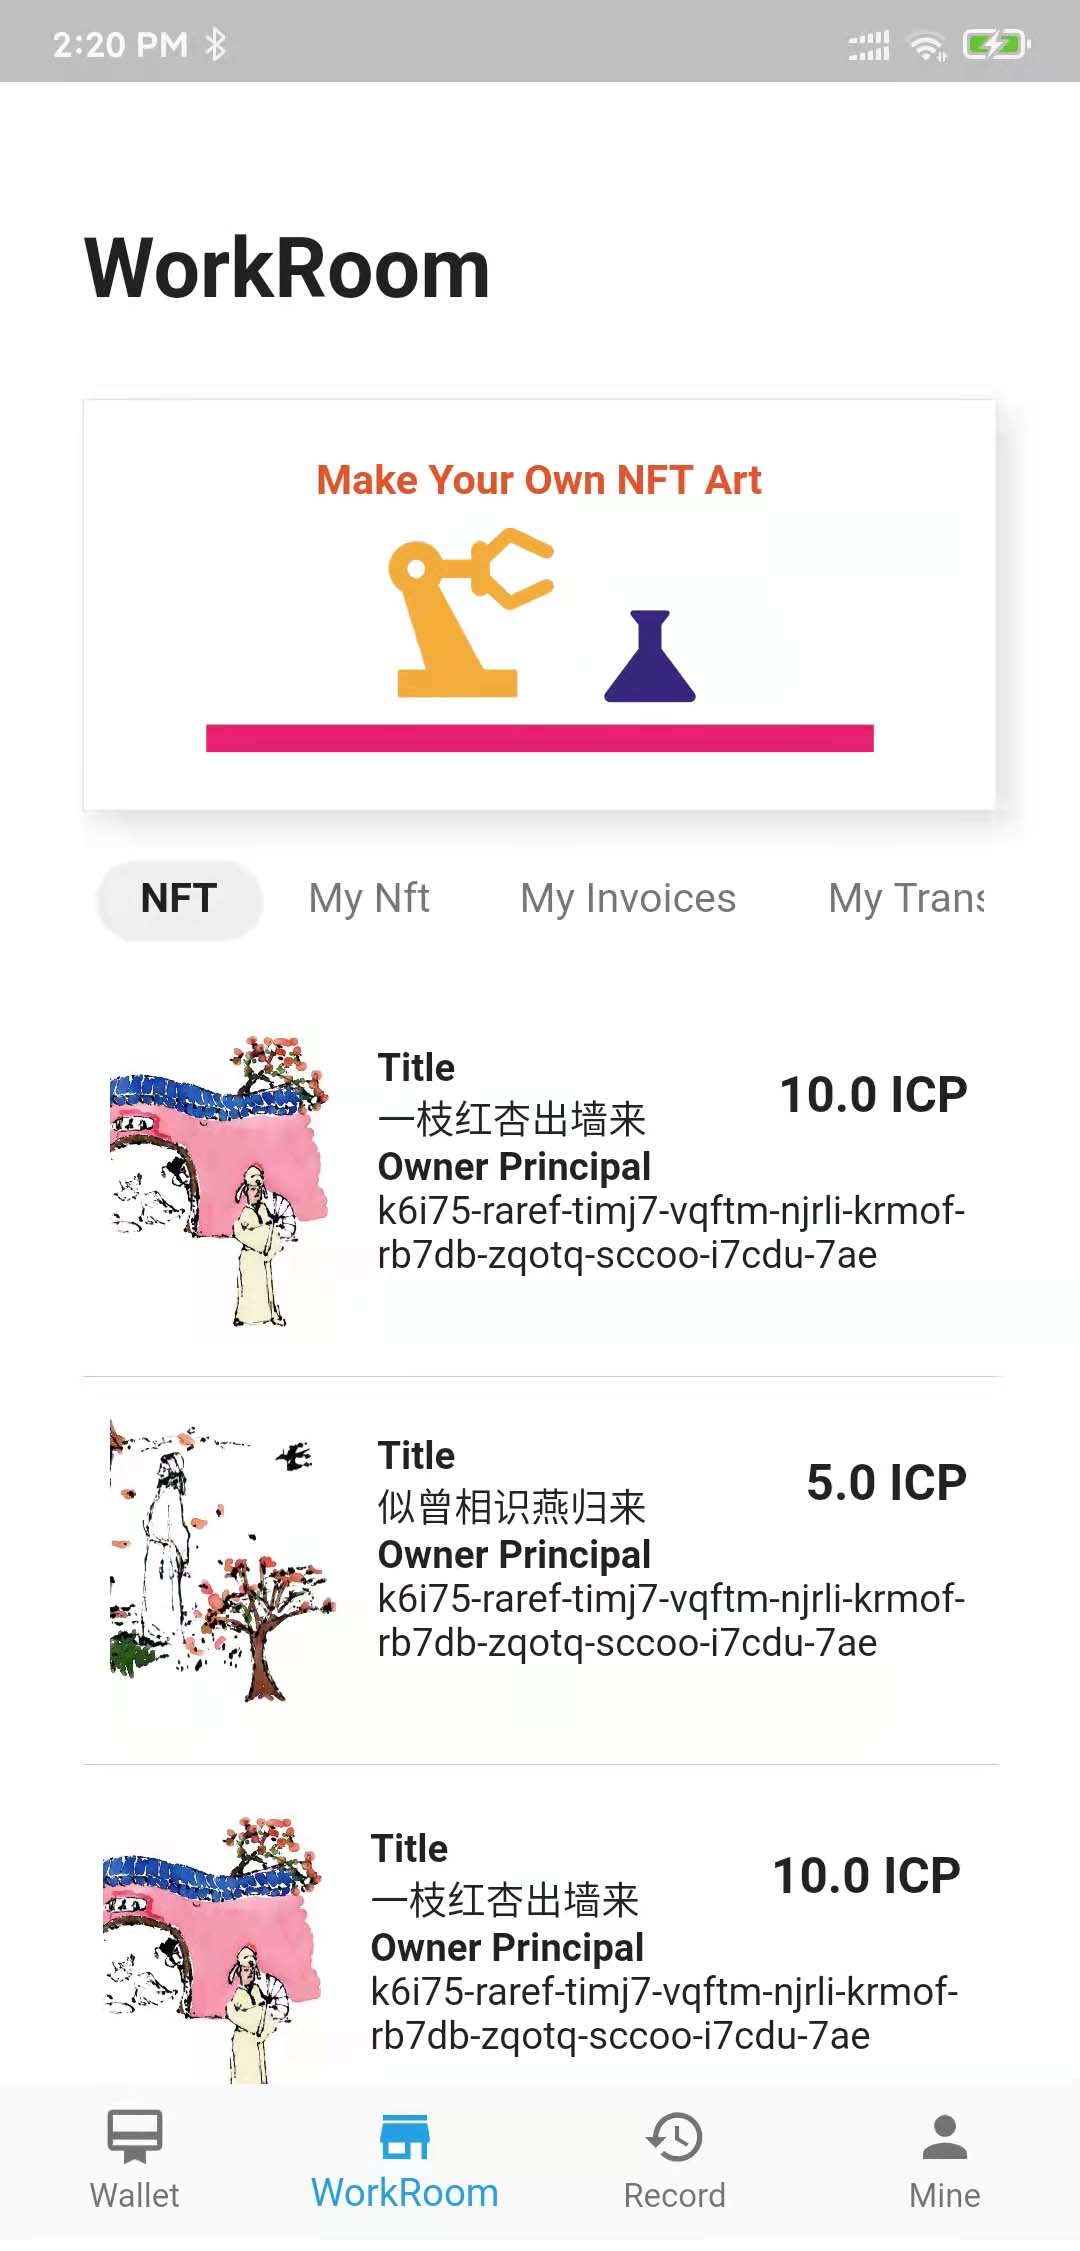 2:20 PM
WorkRoom
Make Your Own NFT Art
NFT
My Nft
My Invoices
My Trans
Title
一枝红杏出墙来
10.0 ICP
Owner Principal
k6i75-raref-timj7-vqftm-njrli-krmof-
rb7db-zqotq-sccoo-i7cdu-7ae
Title
似曾相识燕归来
5.0 ICP
Owner Principal
k6i75-raref-timj7-vqftm-njrli-krmof-
rb7db-zqotq-sccoo-i7cdu-7ae
Title
一枝红杏出墙来
10.0 ICP
Owner Principal
k6i75-raref-timj7-vqftm-njrli-krmof-
rb7db-zqotq-sccoo-i7cdu-7ae
Wallet
WorkRoom
Record
Mine